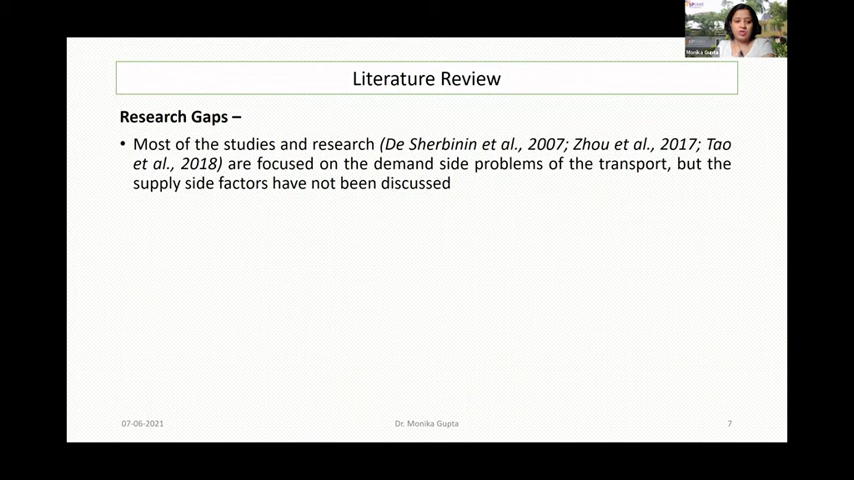 Monika Gupta
Literature Review
Research Gaps –
• Most of the studies and research (De Sherbinin et al., 2007; Zhou et al., 2017; Tao
et al., 2018) are focused on the demand side problems of the transport, but the
supply side factors have not been discussed
07-06-2021
Dr. Monika Gupta
7